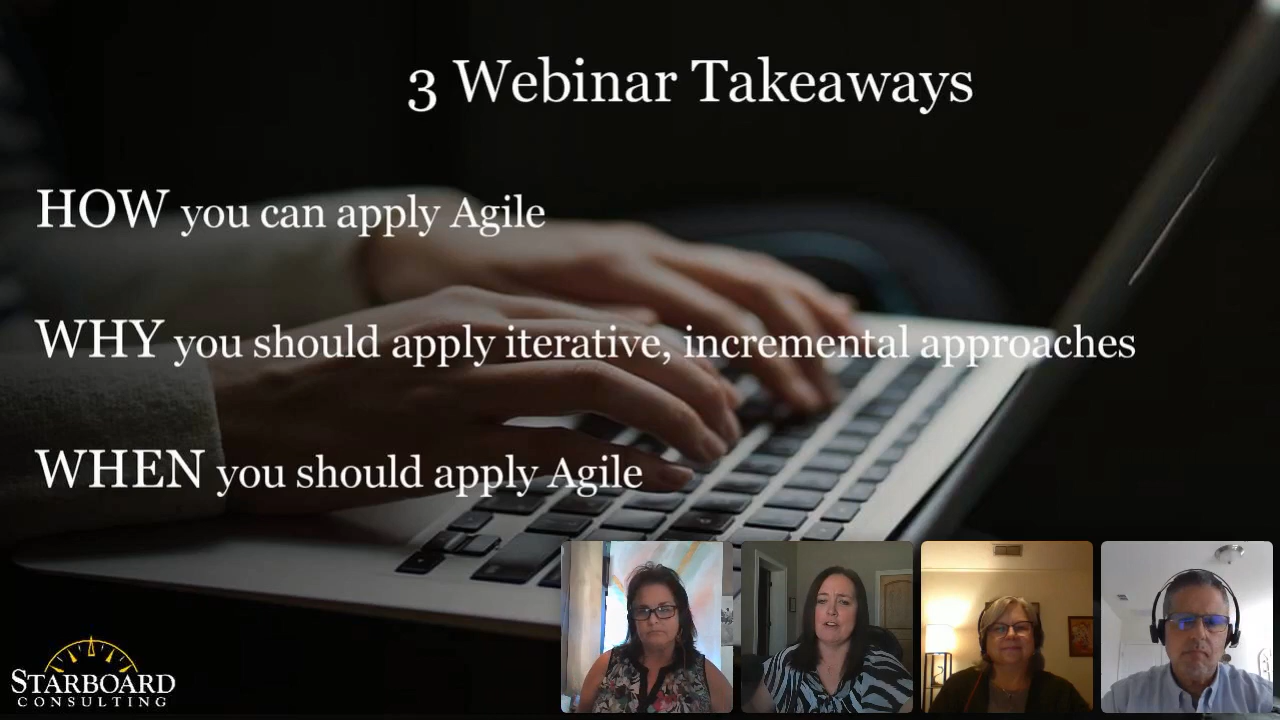 3 Webinar Takeaways
HOW you can apply Agile
WHY you should apply iterative, incremental approaches
WHEN you should apply Agile
STARBOARD
CONSULTING